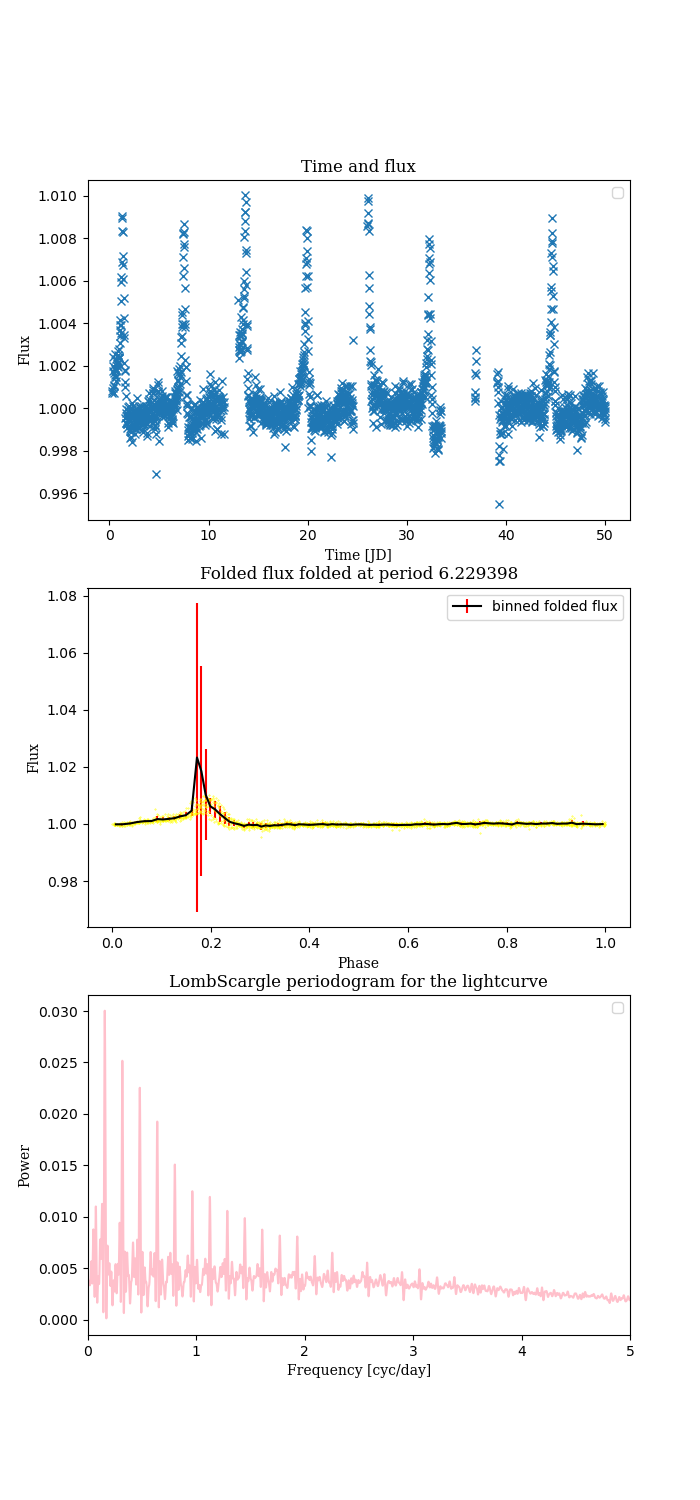 Time and flux
1.010
1.008
1.006
1.004
1.002
1.000
0.998
0.996
Flux
0 10 20 30 40 50
Time [JD]
Folded flux folded at period 6.229398
binned folded flux
1.08
1.06
1.04
1.02
1.00
0.98
Flux
0.0 0.2 0.4 0.6 0.8 1.0
Phase
LombScargle periodogram for the lightcurve
0.030
0.025
0.020
0.015
0.010
0.005
0.000
Power
0 1 2 3 4 5
Frequency [cyc/day]